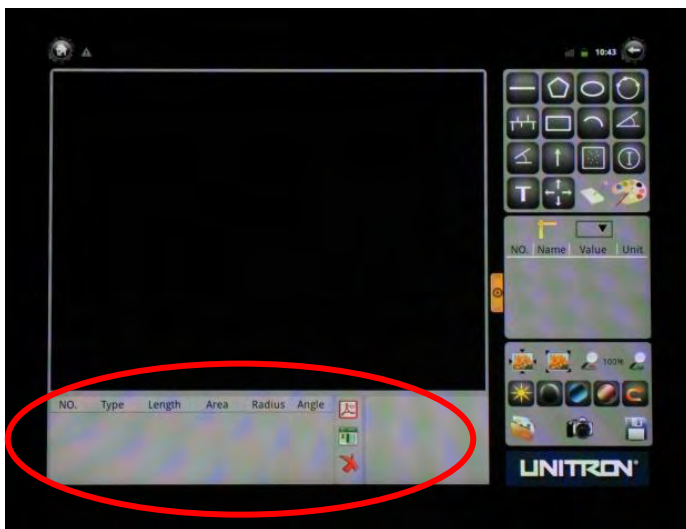 10:43
T
NO. Name Value Unit
100%
NO. Type Length Area Radius Angle
UNITRON